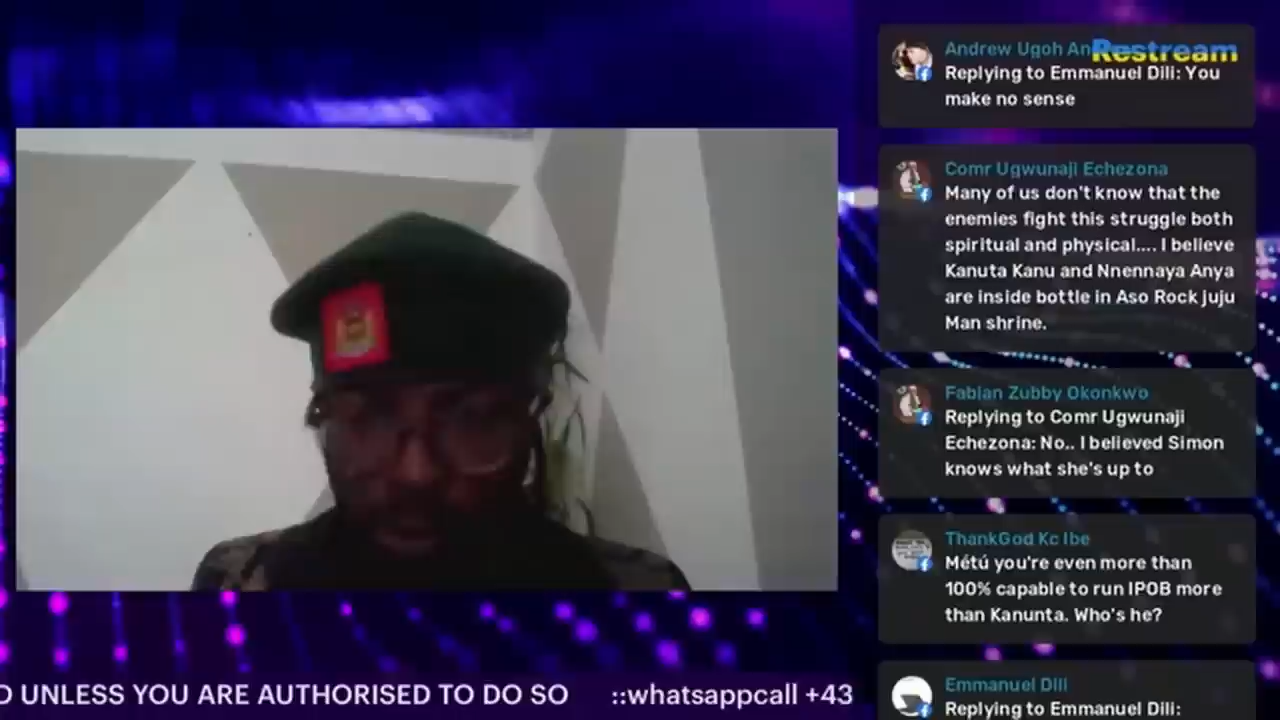 Andrew Ugoh
Restream
Replying to Emmanuel Dili: You
make no sense
Comr Ugwunaji Echezona
Many of us don't know that the
enemies fight this struggle both
spiritual and physical.... I believe
Kanuta Kanu and Nnennaya Anya
are inside bottle in Aso Rock Juju
Man shrine.
Fabian Zubby Okonkwo
Replying to Comr Ugwunaji
Echezona: No.. I believed Simon
knows what she's up to
ThankGod Kc Ibe
Métú you're even more than
100% capable to run IPOB more
than Kanunta. Who's he?
Emmanuel Dili
Replying to Emmanuel Dili:
D UNLESS YOU ARE AUTHORISED TO DO SO ::whatsappcall +43